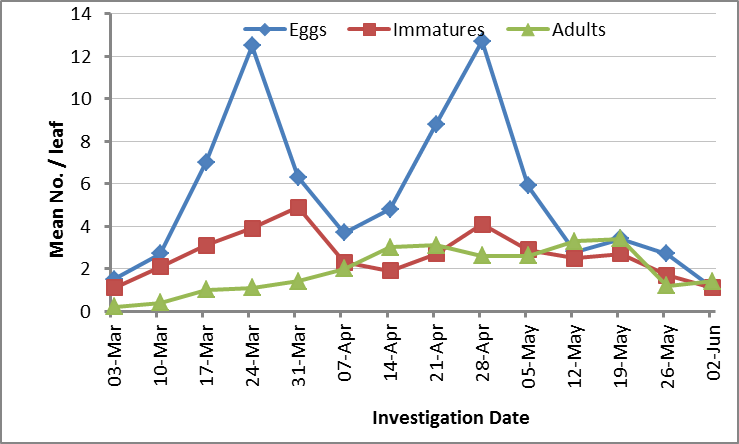 Eggs Immatures Adults
14
12
10
8
6
4
2
0
Mean No. / leaf
03-Mar
10-Mar
17-Mar
24-Mar
31-Mar
07-Apr
14-Apr
21-Apr
28-Apr
05-May
12-May
19-May
26-May
02-Jun
Investigation Date